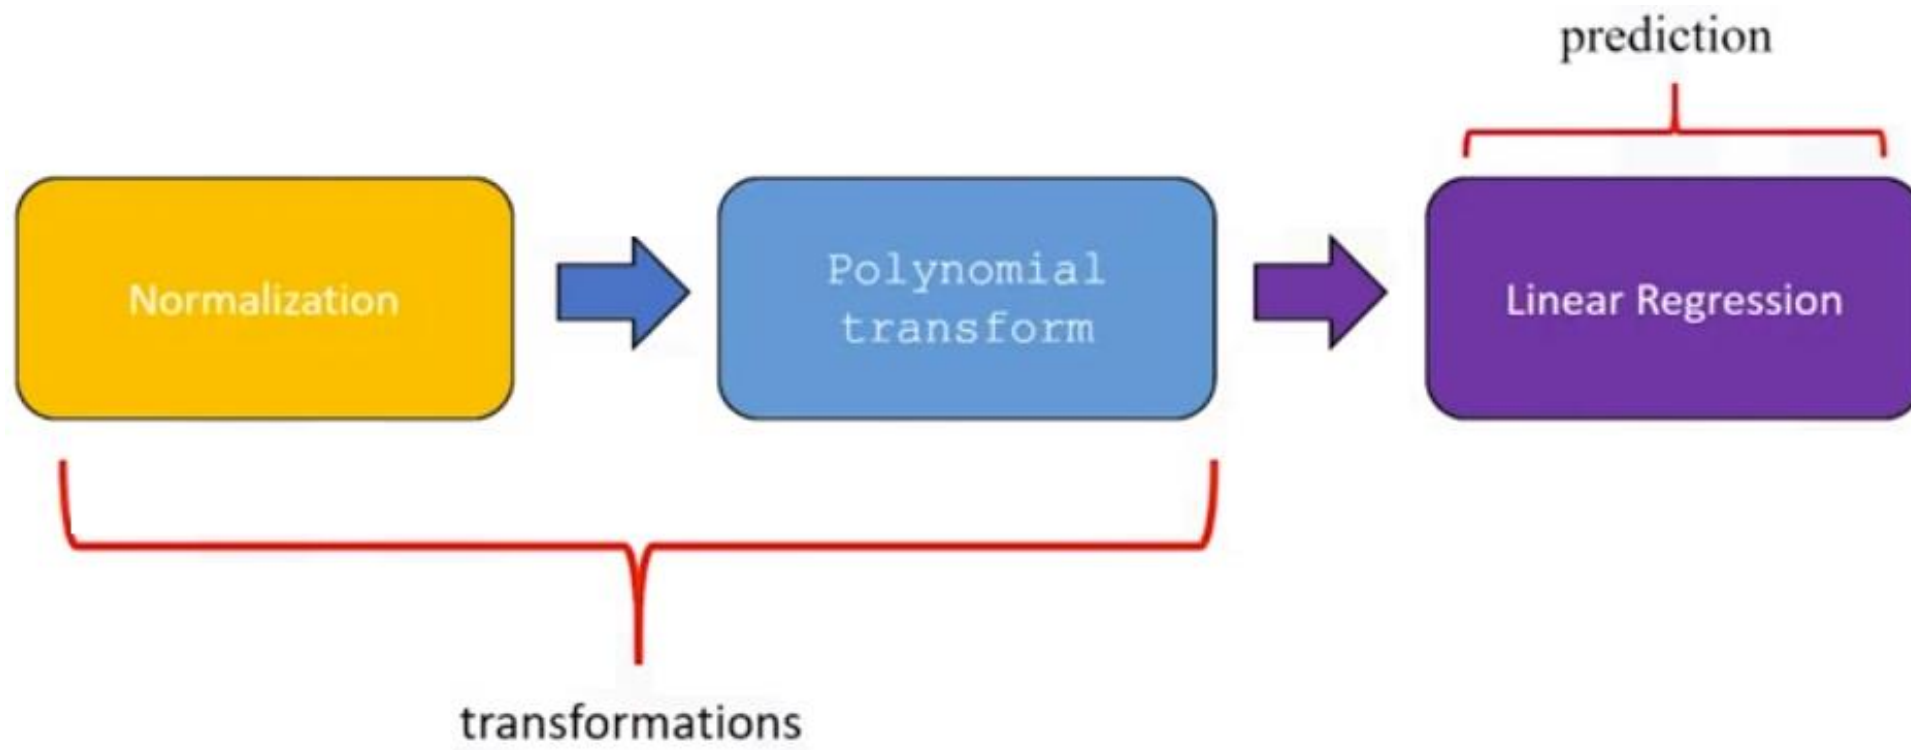 prediction
Normalization
Polynomial
transform
Linear Regression
transformations